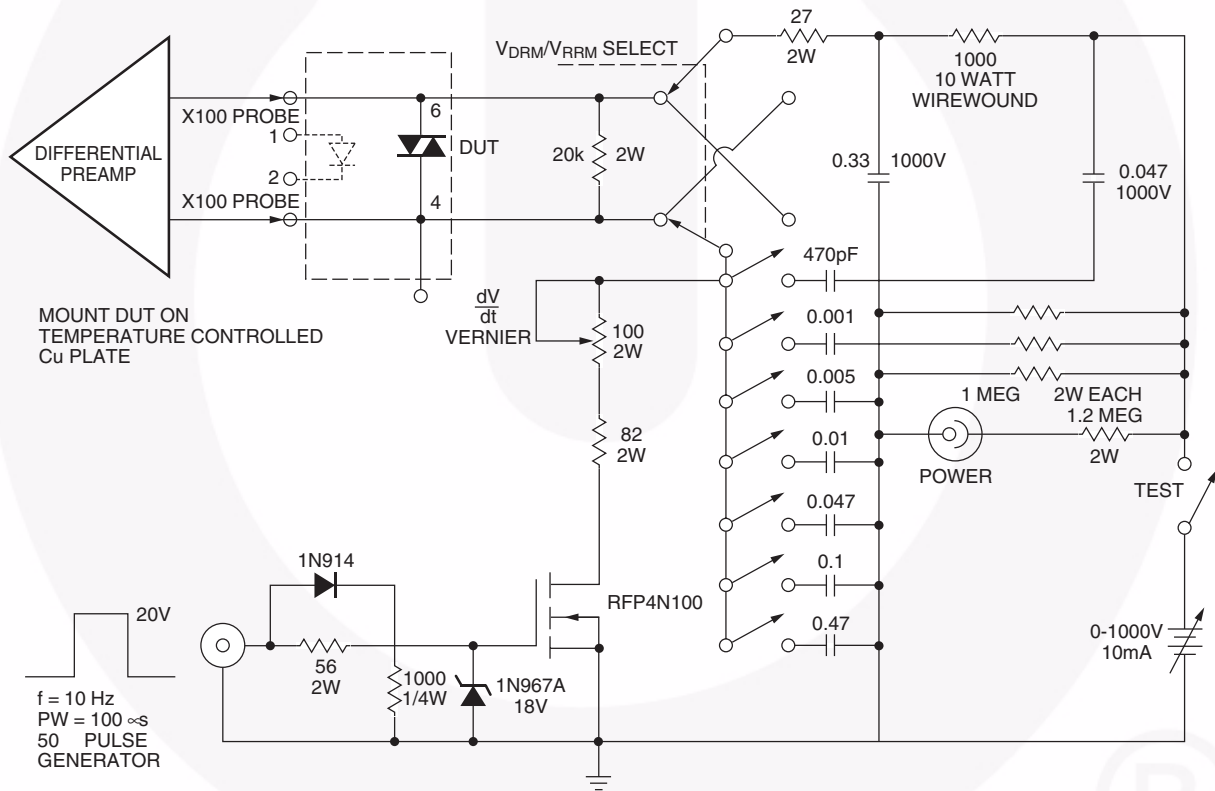 27
2W
VDRM/VRRM SELECT
1000
10 WATT
WIREWOUND
X100 PROBE
6
DIFFERENTIAL
PREAMP
1
2
DUT
20k
2W
0.33
1000V
0.047
1000V
X100 PROBE
4
470pF
MOUNT DUT ON
TEMPERATURE CONTROLLED
Cu PLATE
dV
dt
VERNIER
100
2W
0.001
0.005
1 MEG
2W EACH
1.2 MEG
2W
82
2W
0.01
POWER
TEST
0.047
1N914
RFP4N100
0.1
20V
0.47
0-1000V
10mA
56
2W
1000
1/4W
1N967A
18V
f = 10 Hz
PW = 100 ∝s
50 PULSE
GENERATOR
®